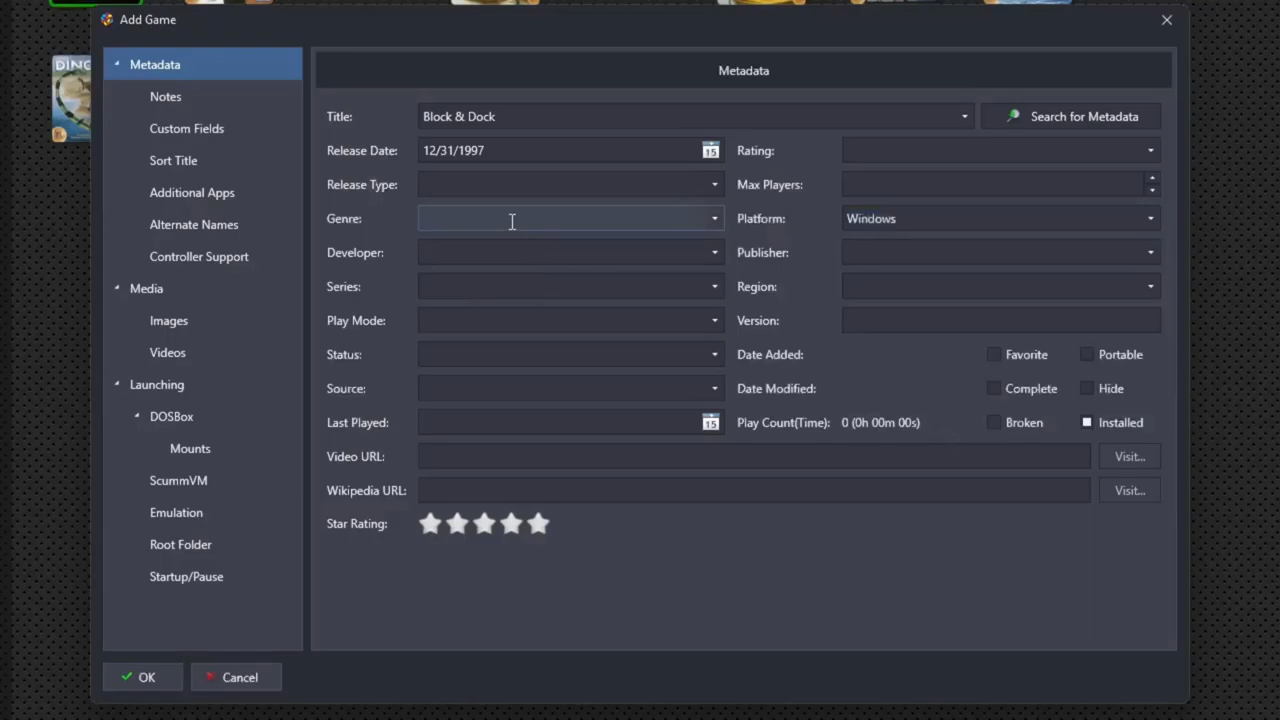 Add Game
DINO
Metadata
Notes
Custom Fields
Sort Title
Additional Apps
Alternate Names
Controller Support
Media
Images
Videos
Launching
DOSBox
Mounts
ScummVM
Emulation
Root Folder
Startup/Pause
Metadata
Title: Block & Dock Search for Metadata
Release Date: 12/31/1997 15 Rating:
Release Type: Max Players:
Genre: Platform: Windows
Developer: Publisher:
Series: Region:
Play Mode: Version:
Status: Date Added: Favorite Portable
Source: Date Modified: Complete Hide
Last Played: 15 Play Count(Time): 0 (0h 00m 00s) Broken Installed
Video URL: Visit...
Wikipedia URL: Visit...
Star Rating:
OK Cancel